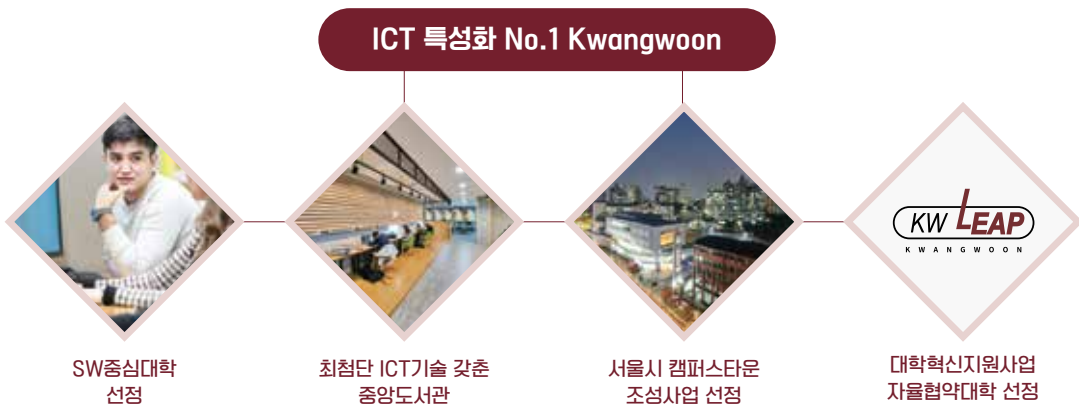 ICT 특성화 No.1 Kwangwoon
KW LEAP
KWANGWOON
SW중심대학
선정
최첨단 ICT기술 갖춘
중앙도서관
서울시 캠퍼스타운
조성사업 선정
대학혁신지원사업
자율협약대학 선정